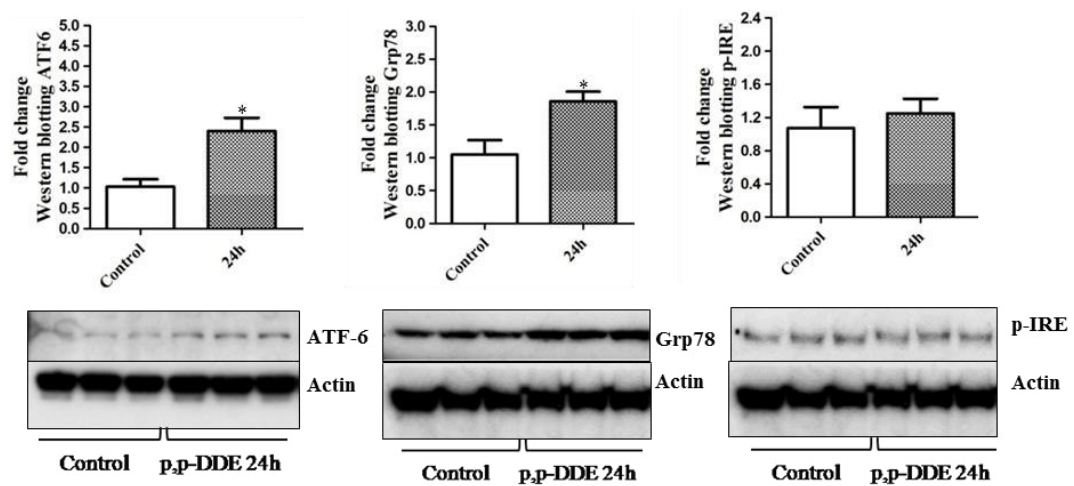 Fold change
Western blotting ATF6
5.0
4.5
4.0
3.5
3.0
2.5
2.0
1.5
1.0
0.5
0.0
*
Control
24h
Fold change
Western blotting Grp78
3.0
2.5
2.0
1.5
1.0
0.5
0.0
*
Control
24h
Fold change
Western blotting p-IRE
2.4
2.0
1.6
1.2
0.8
0.4
0.0
Control
24h
ATF-6
Actin
Control
p,p-DDE 24h
Grp78
Actin
Control
p,p-DDE 24h
p-IRE
Actin
Control
p,p-DDE 24h